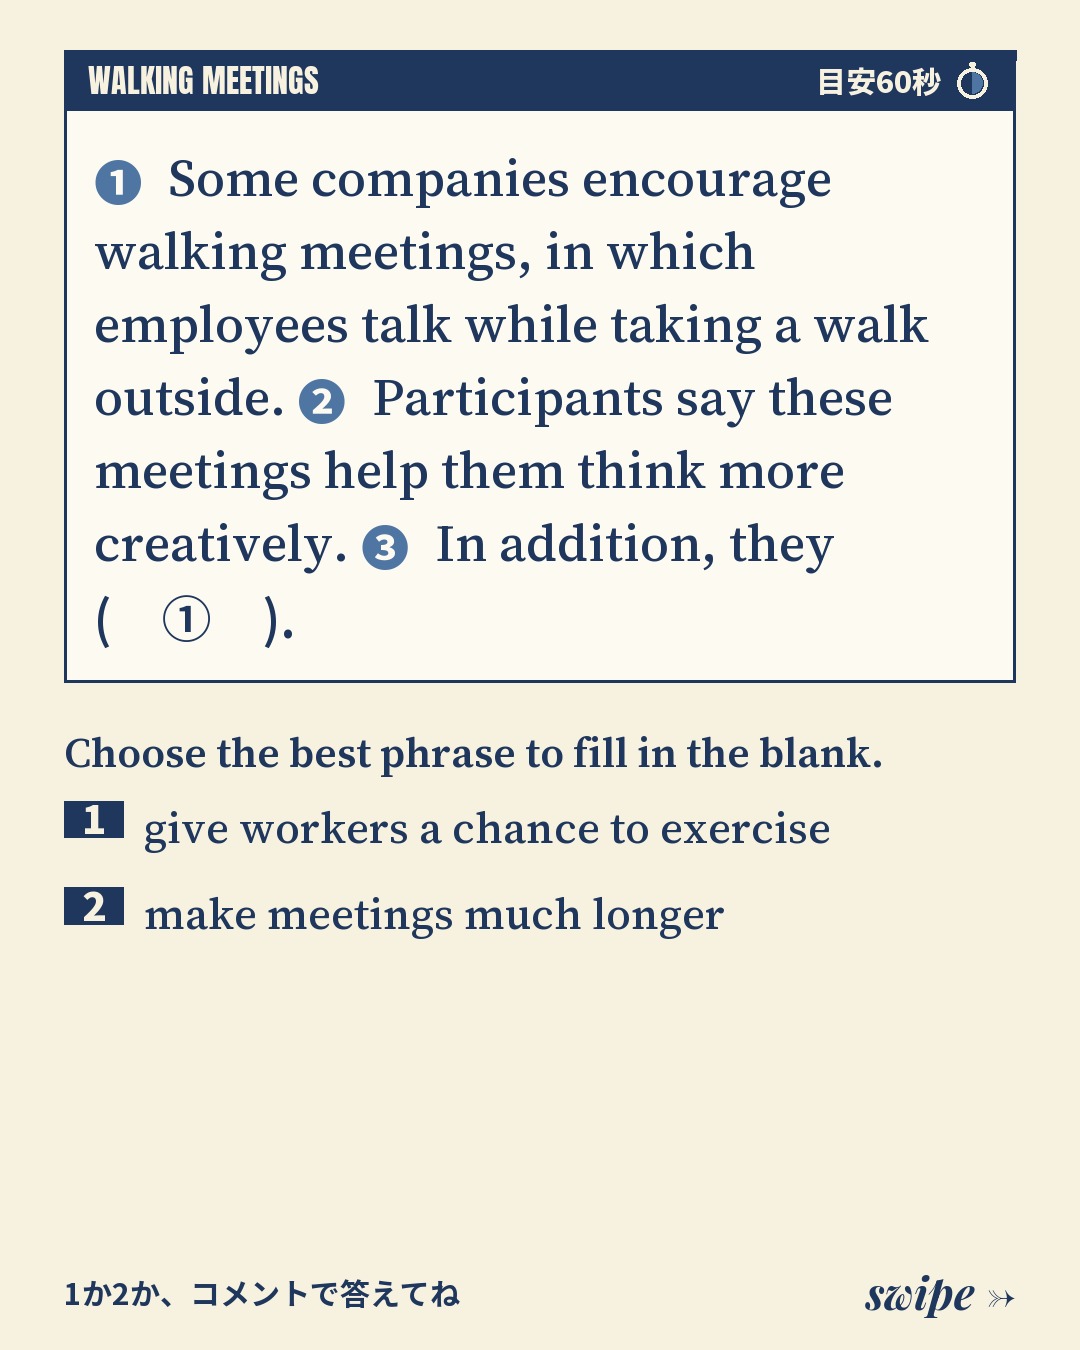 WALKING MEETINGS
目安60秒
❶ Some companies encourage
walking meetings, in which
employees talk while taking a walk
outside. ❷ Participants say these
meetings help them think more
creatively. ❸ In addition, they
( ① ).
Choose the best phrase to fill in the blank.
1 give workers a chance to exercise
2 make meetings much longer
1か2か、コメントで答えてね
swipe